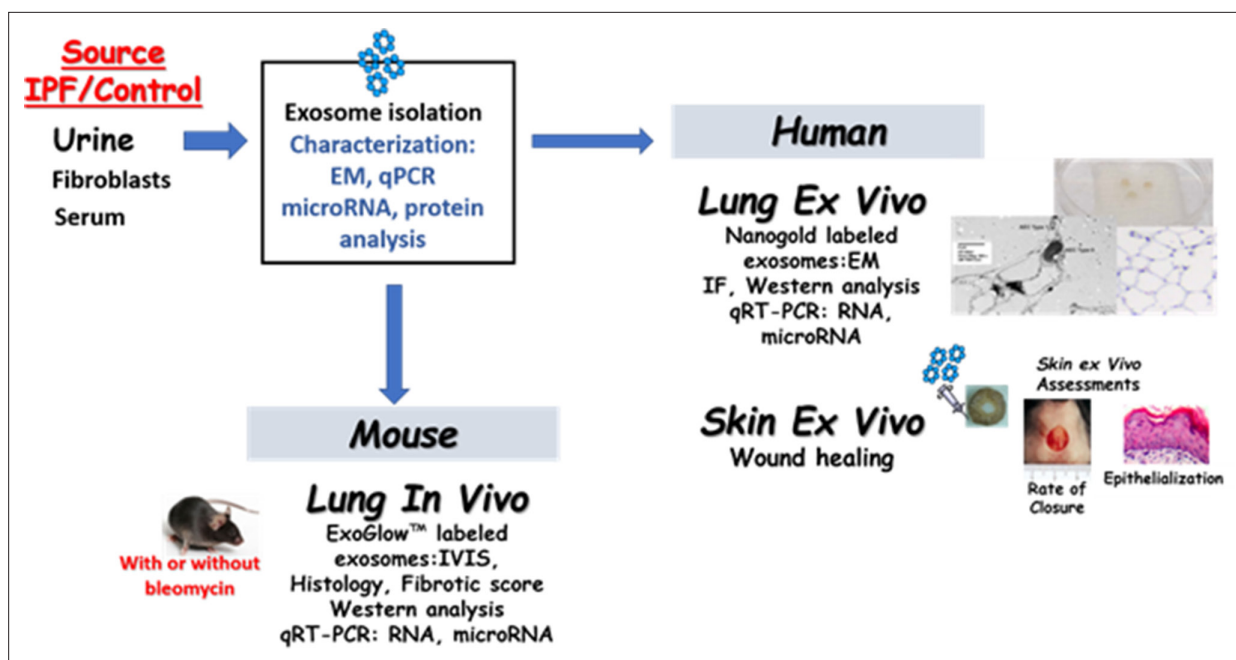 Source
IPF/Control
Urine
Fibroblasts
Serum
Exosome isolation
Characterization:
EM, qPCR
microRNA, protein
analysis
Human
Lung Ex Vivo
Nanogold labeled
exosomes:EM
IF, Western analysis
qRT-PCR: RNA,
microRNA
Skin Ex Vivo
Wound healing
Skin ex Vivo
Assessments
Rate of
Closure
Epithelialization
Mouse
Lung In Vivo
ExoGlow™ labeled
exosomes:IVIS,
Histology, Fibrotic score
Western analysis
qRT-PCR: RNA, microRNA
With or without
bleomycin